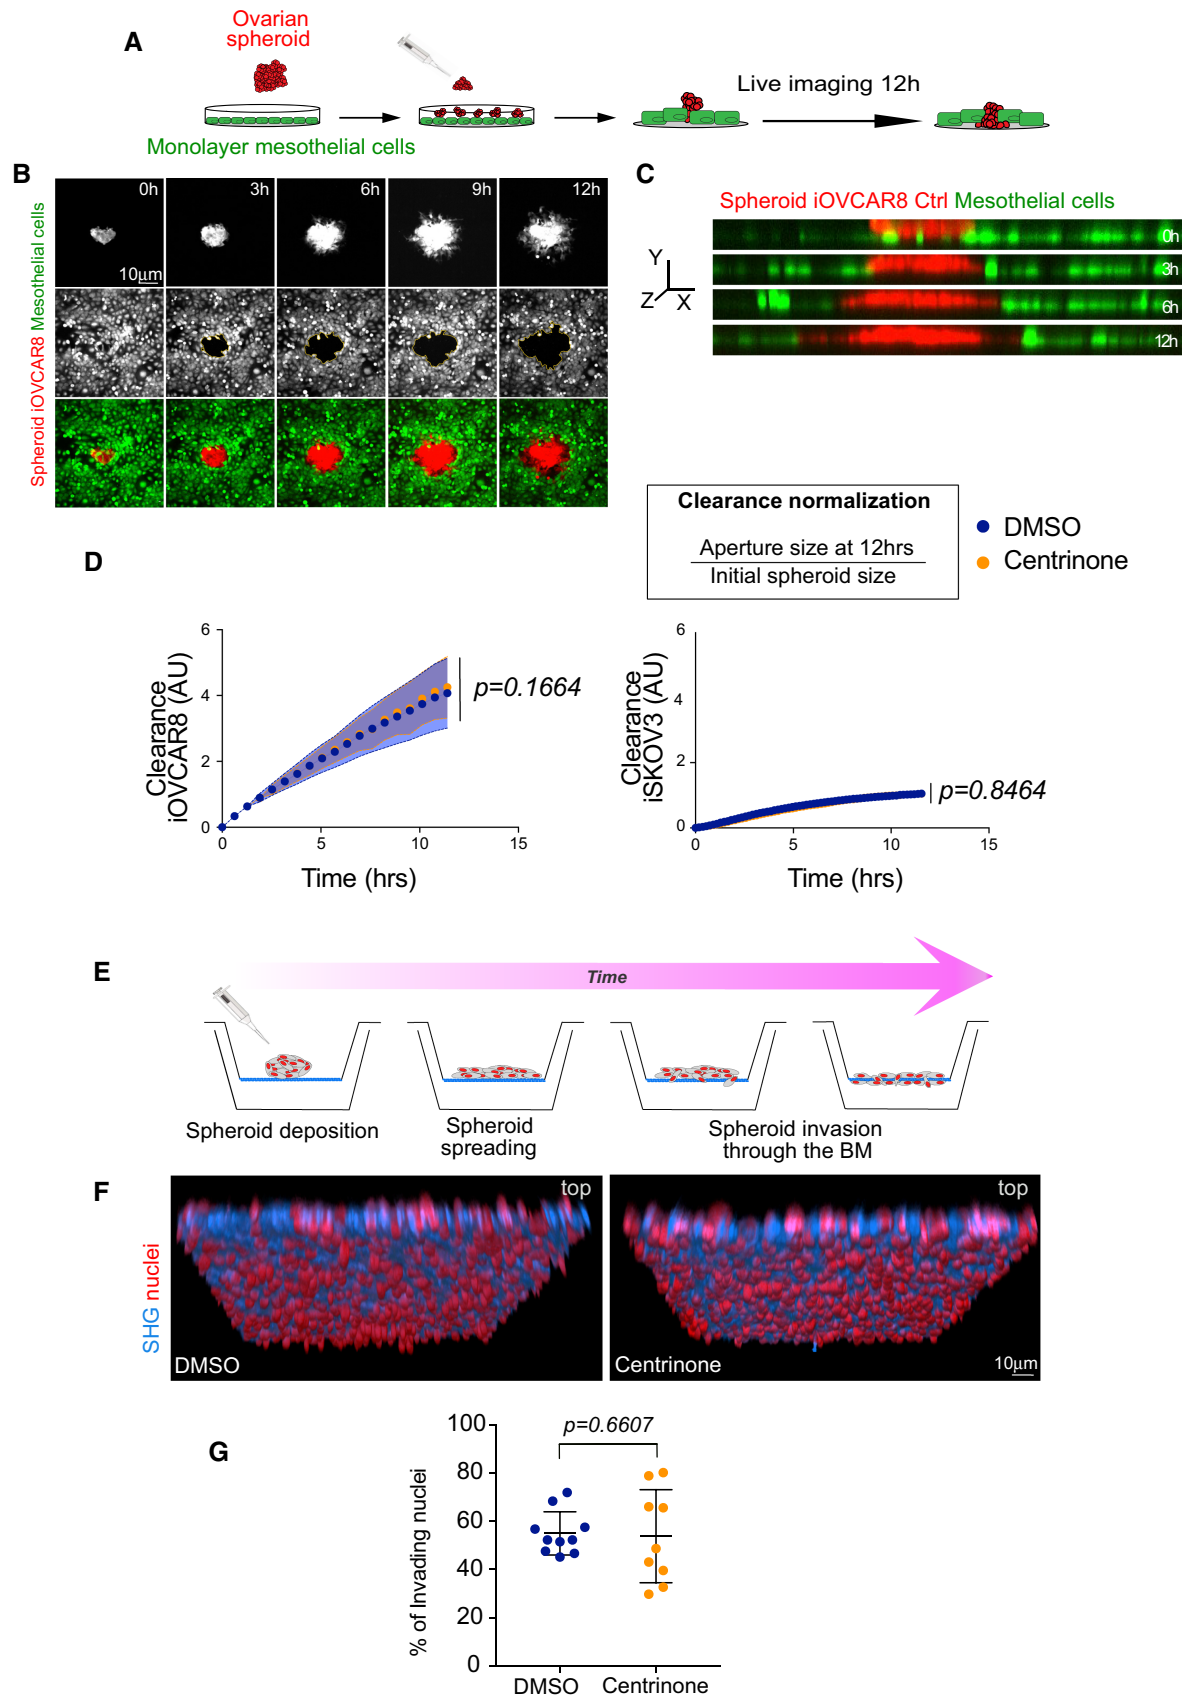 A
Ovarian
spheroid
Live imaging 12h
Monolayer mesothelial cells
B
Spheroid iOVCAR8 Mesothelial cells
0h
3h
6h
9h
12h
10μm
C
Spheroid iOVCAR8 Ctrl Mesothelial cells
Y
Z
X
0h
3h
6h
12h
Clearance normalization
Aperture size at 12hrs
Initial spheroid size
DMSO
Centrinone
D
Clearance
iOVCAR8 (AU)
6
4
2
0
0
5
10
15
Time (hrs)
p=0.1664
Clearance
iSKOV3 (AU)
6
4
2
0
0
5
10
15
Time (hrs)
p=0.8464
E
Time
Spheroid deposition
Spheroid
spreading
Spheroid invasion
through the BM
F
SHG nuclei
top
DMSO
top
Centrinone
10μm
G
% of Invading nuclei
100
80
60
40
20
0
p=0.6607
DMSO
Centrinone